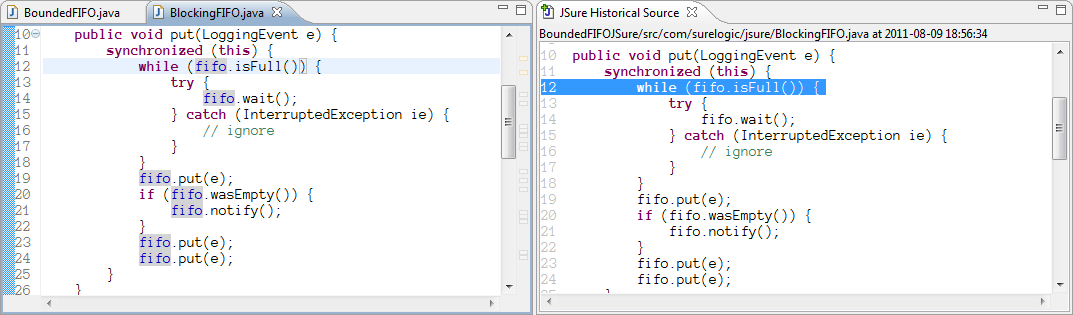 BoundedFIFO.java
BlockingFIFO.java
10 public void put(LoggingEvent e) {
11 synchronized (this) {
12 while (fifo.isFull()) {
13 try {
14 fifo.wait();
15 } catch (InterruptedException ie) {
16 // ignore
17 }
18 }
19 fifo.put(e);
20 if (fifo.wasEmpty()) {
21 fifo.notify();
22 }
23 fifo.put(e);
24 fifo.put(e);
25 }
26 }
JSure Historical Source
BoundedFIFOJSure/src/com/surelogic/jsure/BlockingFIFO.java at 2011-08-09 18:56:34
10 public void put(LoggingEvent e) {
11 synchronized (this) {
12 while (fifo.isFull()) {
13 try {
14 fifo.wait();
15 } catch (InterruptedException ie) {
16 // ignore
17 }
18 }
19 fifo.put(e);
20 if (fifo.wasEmpty()) {
21 fifo.notify();
22 }
23 fifo.put(e);
24 fifo.put(e);
25 }